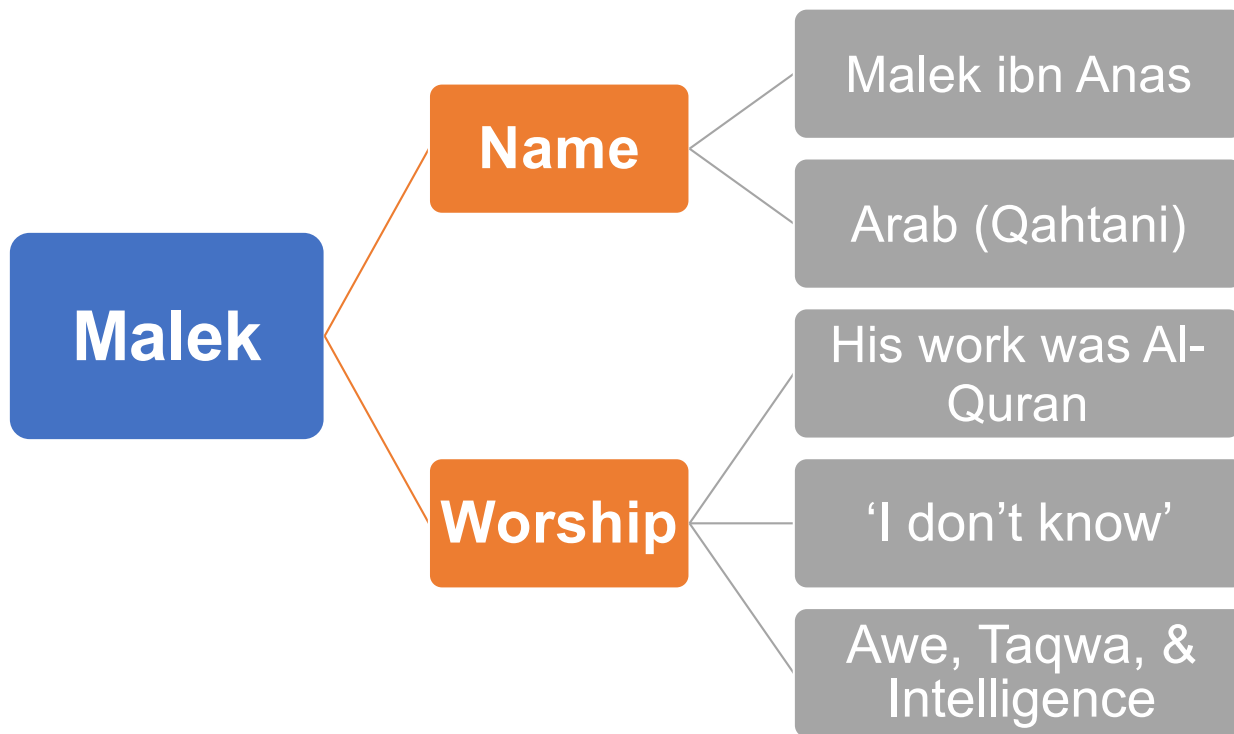 Malek
Name
Malek ibn Anas
Arab (Qahtani)
Worship
His work was Al-
Quran
‘I don’t know’
Awe, Taqwa, &
Intelligence